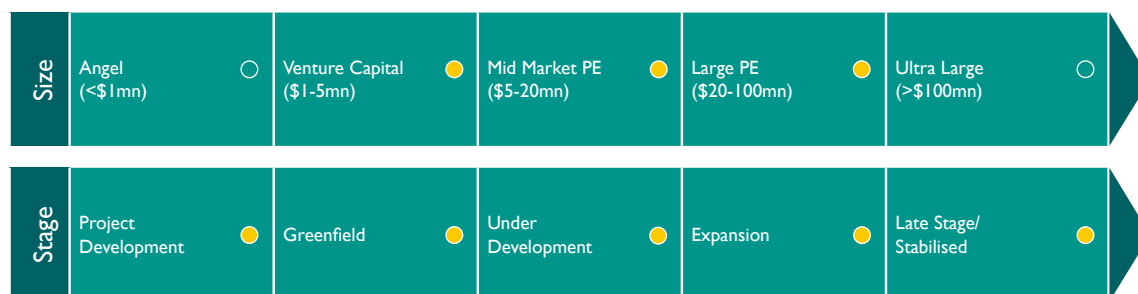 Size
Angel
(<$1mn)
Venture Capital
($1-5mn)
Mid Market PE
($5-20mn)
Large PE
($20-100mn)
Ultra Large
(>$100mn)
Stage
Project
Development
Greenfield
Under
Development
Expansion
Late Stage/
Stabilised